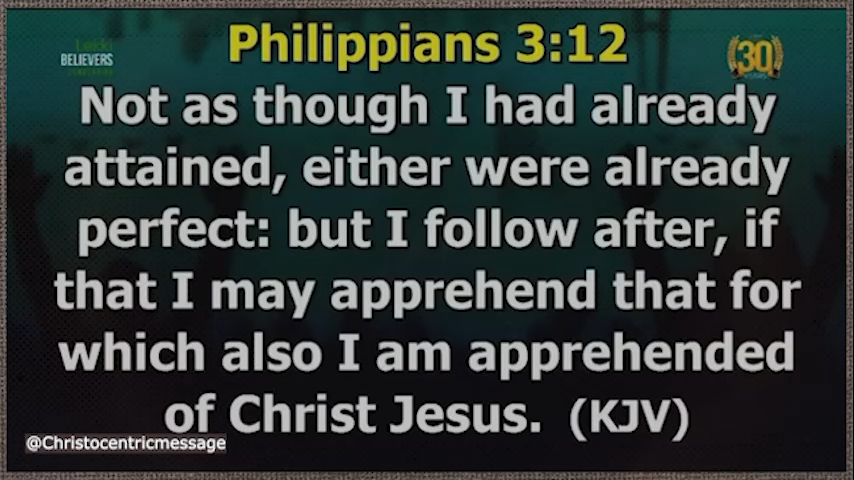 Philippians 3:12
BELIEVERS
30
YEARS
Not as though I had already
attained, either were already
perfect: but I follow after, if
that I may apprehend that for
which also I am apprehended
of Christ Jesus. (KJV)
@Christocentricmessage